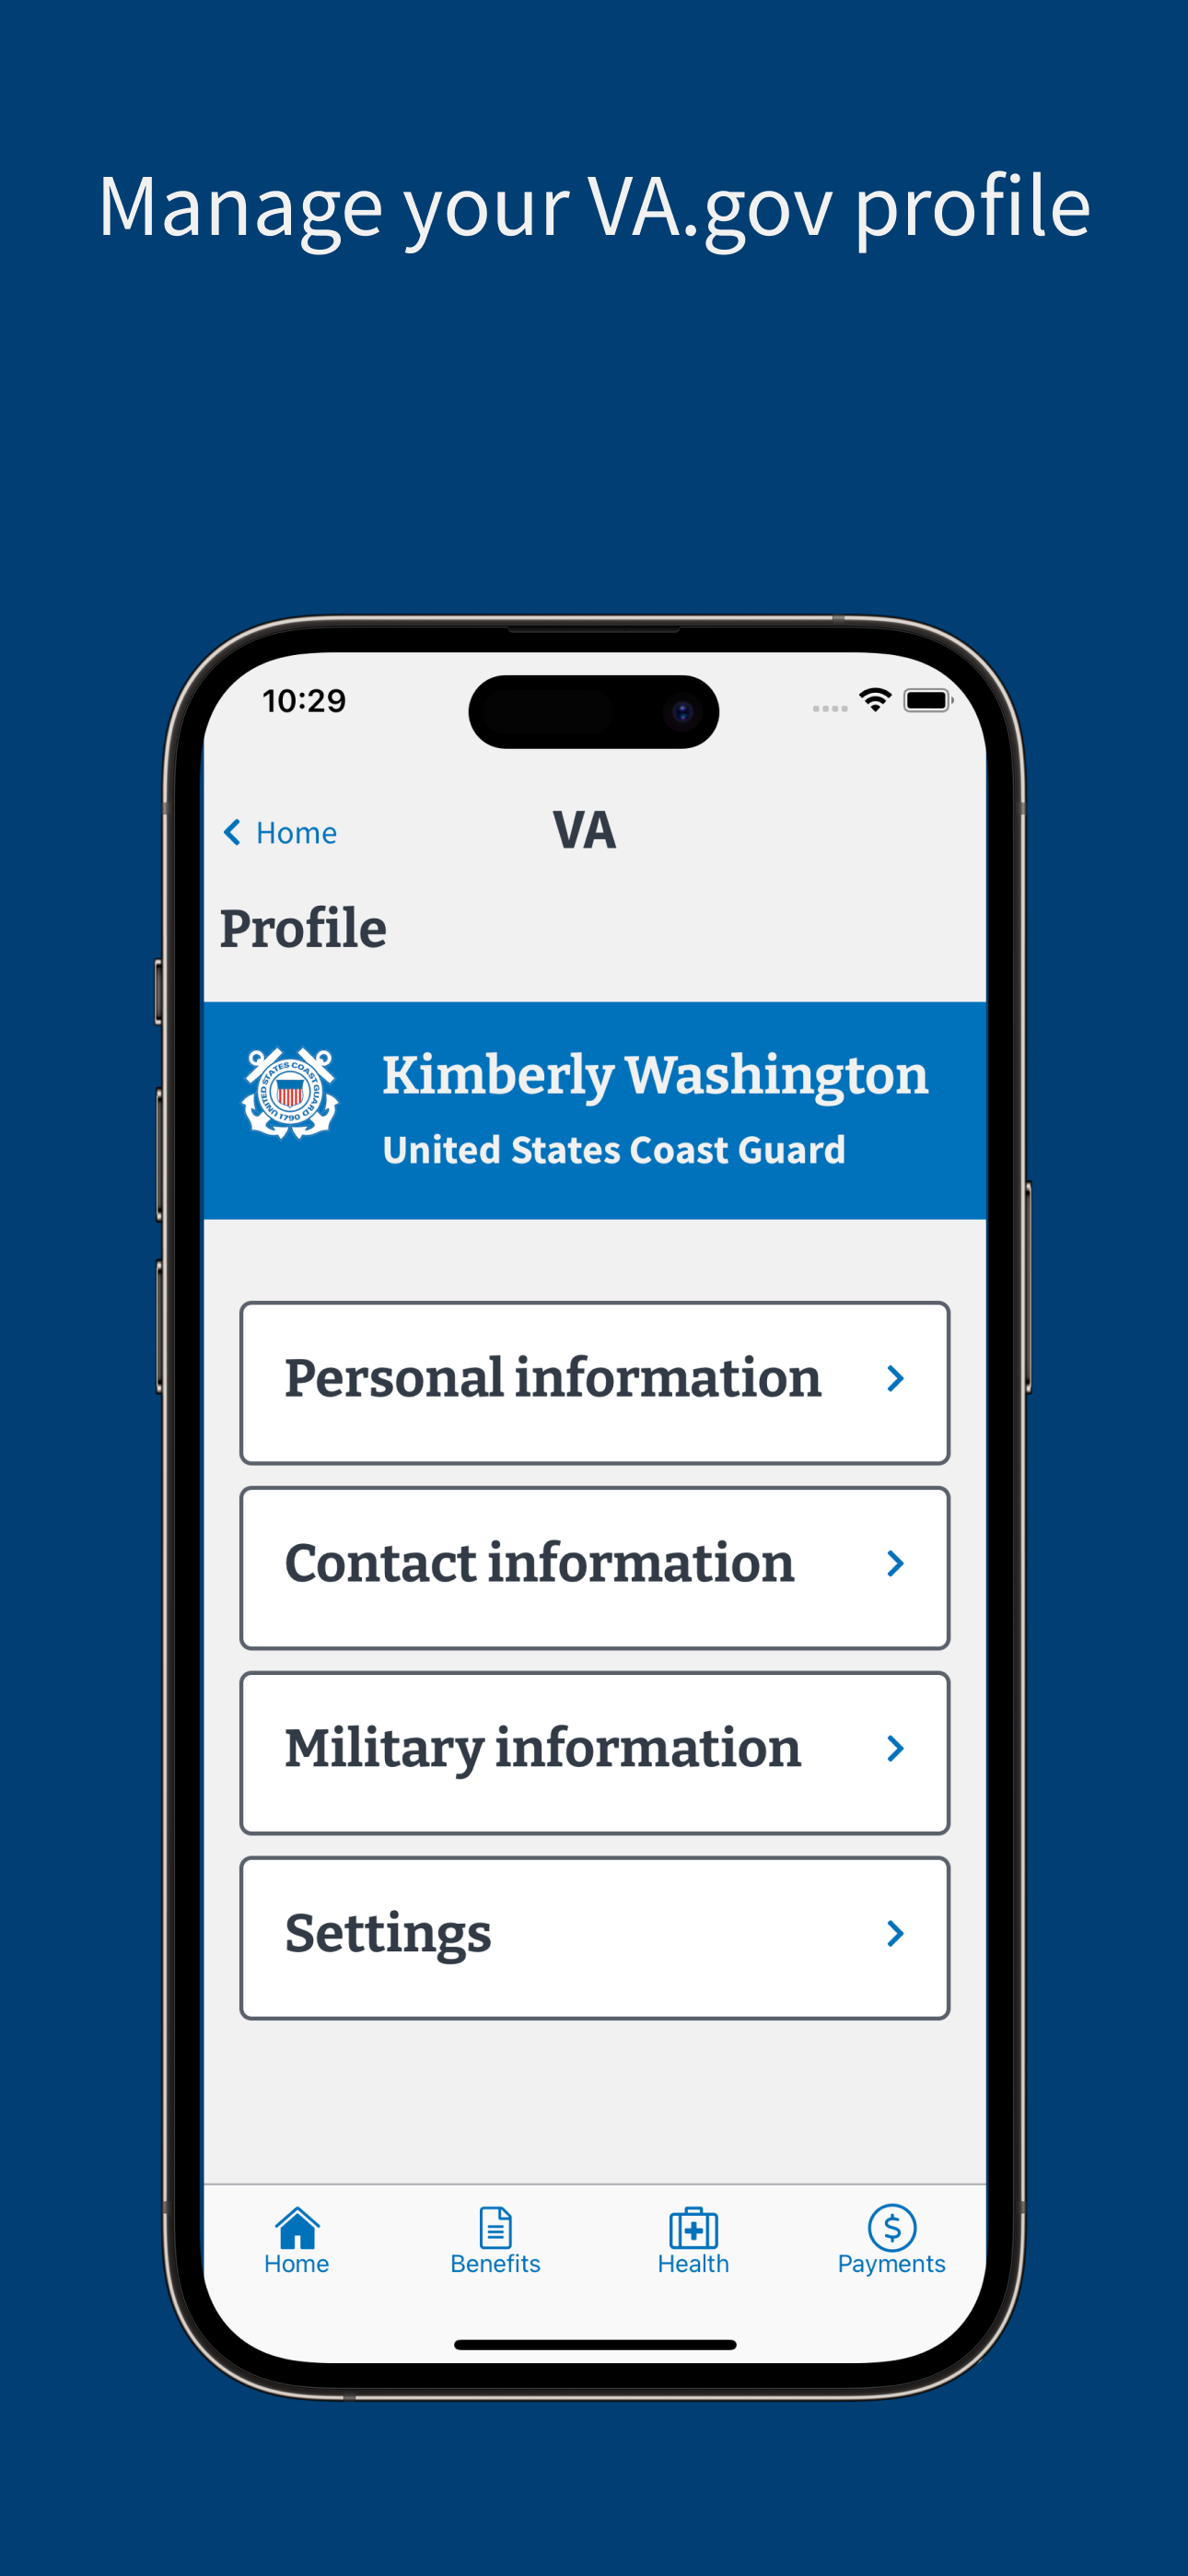 Manage your VA.gov profile
10:29
Home
VA
Profile
UNITED STATES COAST GUARD
1790
Kimberly Washington
United States Coast Guard
Personal information
Contact information
Military information
Settings
Home
Benefits
Health
Payments